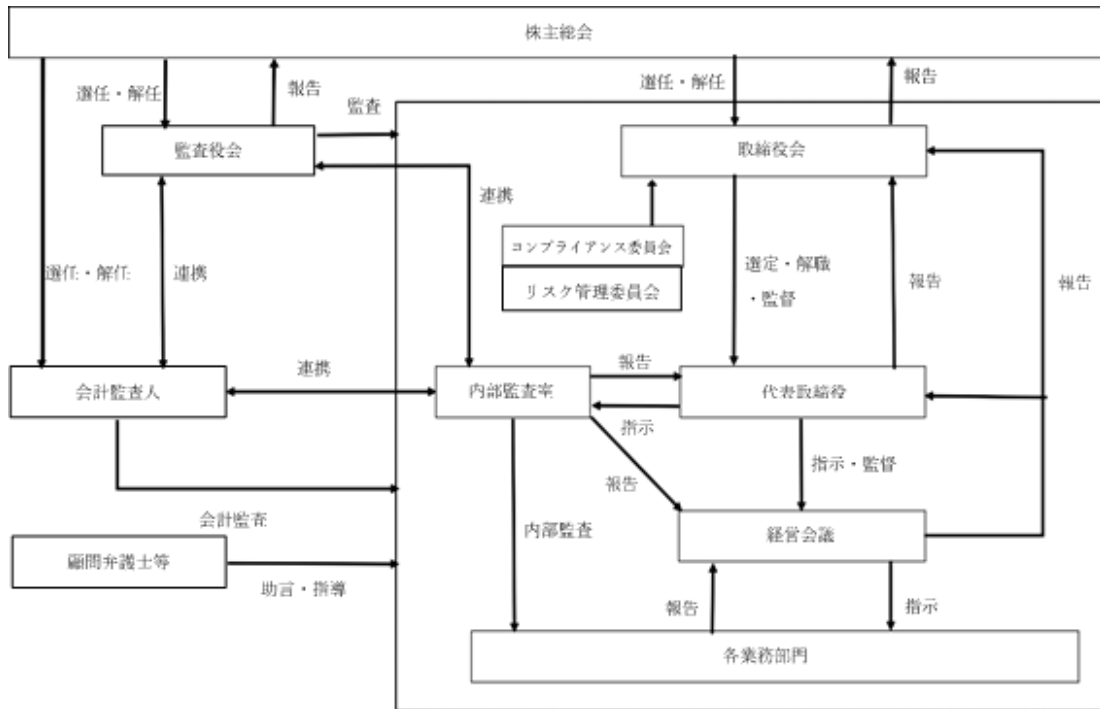 株主総会
選任・解任
報告
監査
選任・解任
報告
監査役会
取締役会
連携
コンプライアンス委員会
リスク管理委員会
選任・解任
連携
選定・解職
・監督
報告
報告
会計監査人
連携
内部監査室
報告
指示
代表取締役
報告
指示・監督
会計監査
内部監査
経営会議
顧問弁護士等
助言・指導
報告
指示
各業務部門